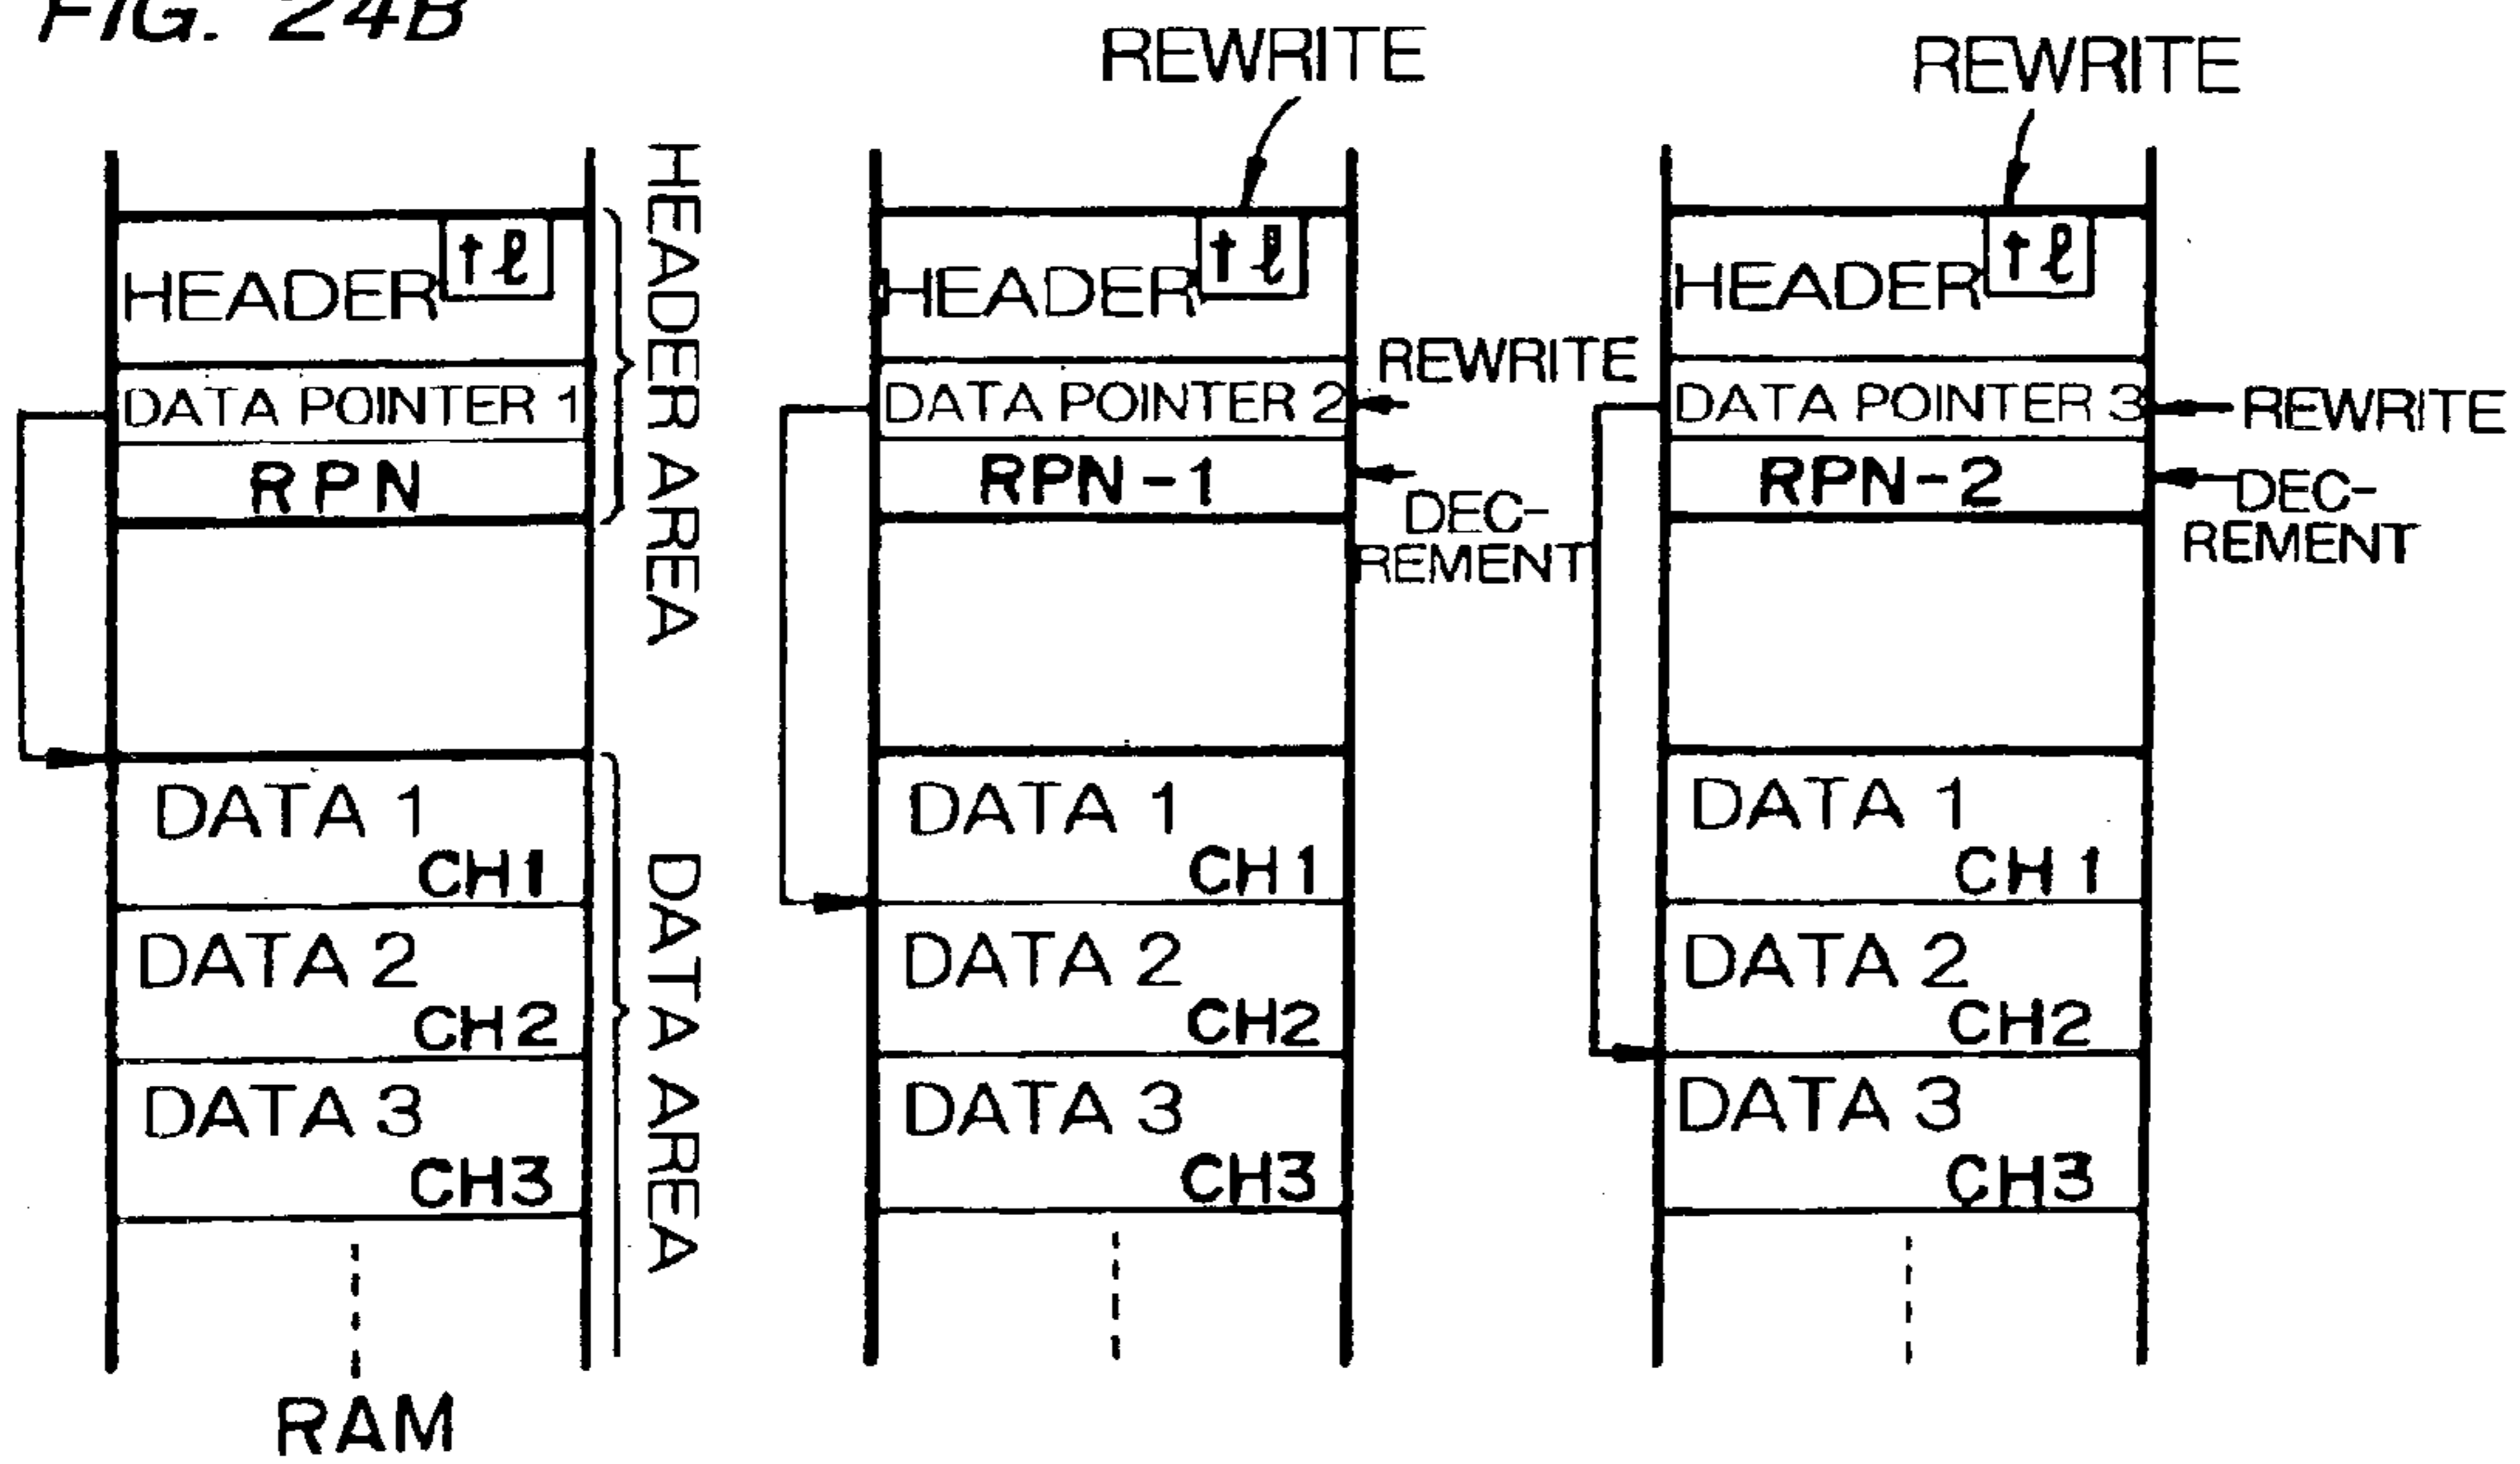 FIG. 24B
HEADER
tℓ
DATA POINTER 1
RPN
DATA 1
CH1
DATA 2
CH2
DATA 3
CH3
RAM
HEADER AREA
DATA AREA
REWRITE
HEADER
tℓ
DATA POINTER 2
REWRITE
RPN-1
DEC-
REMENT
DATA 1
CH1
DATA 2
CH2
DATA 3
CH3
REWRITE
HEADER
tℓ
DATA POINTER 3
REWRITE
RPN-2
DEC-
REMENT
DATA 1
CH1
DATA 2
CH2
DATA 3
CH3